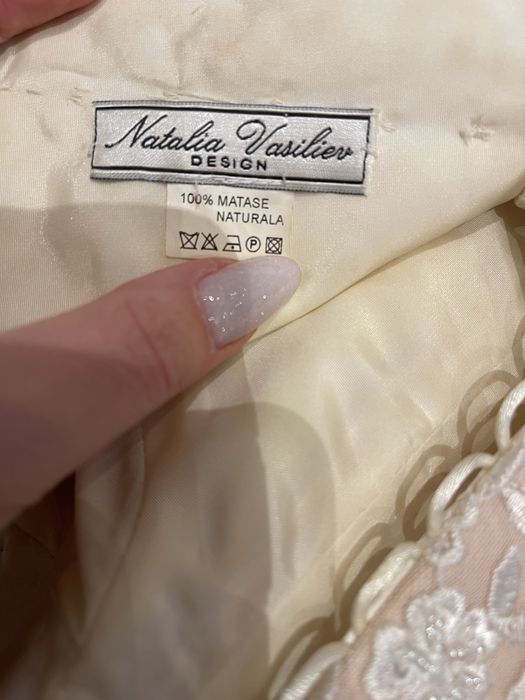 Natalia Vasiliev
DESIGN
100% MATASE
NATURALA
P